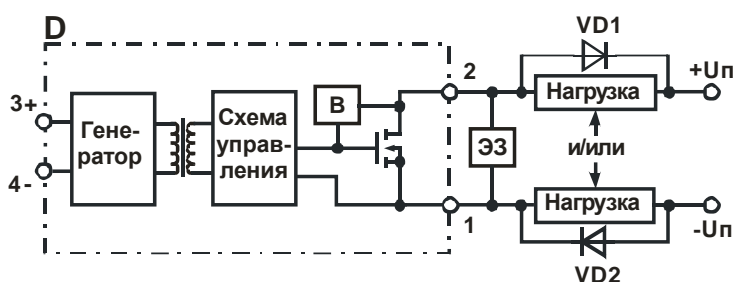 D
VD1
3+
4-
Гене-
ратор
Схема
управ-
ления
В
2
1
ЭЗ
Нагрузка
+Uп
и/или
Нагрузка
-Uп
VD2